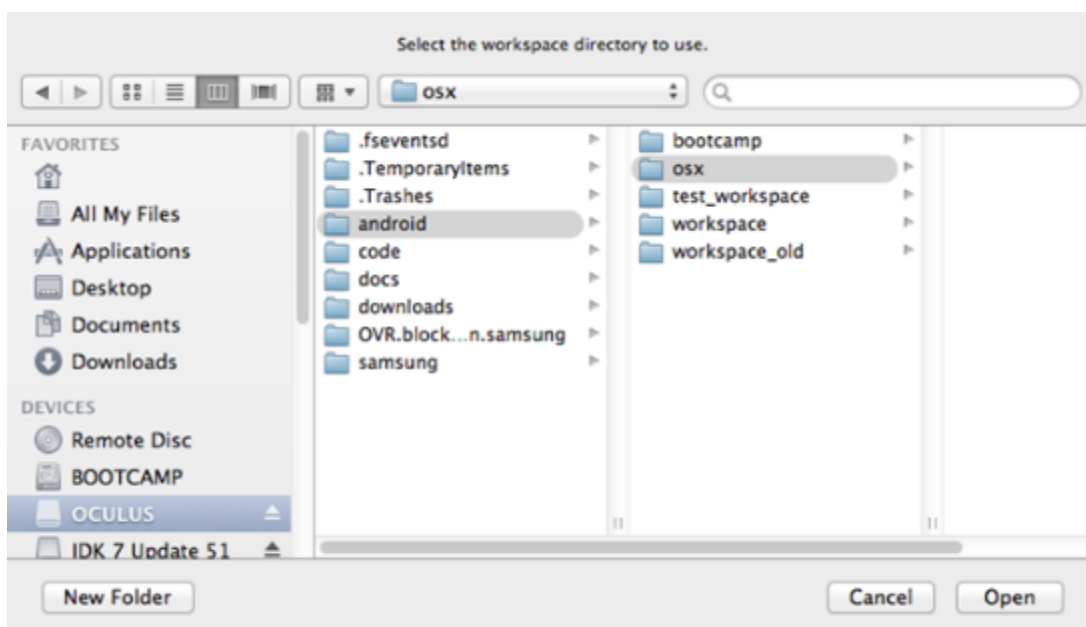 Select the workspace directory to use.
osx
FAVORITES
All My Files
Applications
Desktop
Documents
Downloads
DEVICES
Remote Disc
BOOTCAMP
OCULUS
JDK 7 Update 51
.fseventsd
.TemporaryItems
.Trashes
android
code
docs
downloads
OVR.block...n.samsung
samsung
bootcamp
osx
test_workspace
workspace
workspace_old
New Folder
Cancel
Open